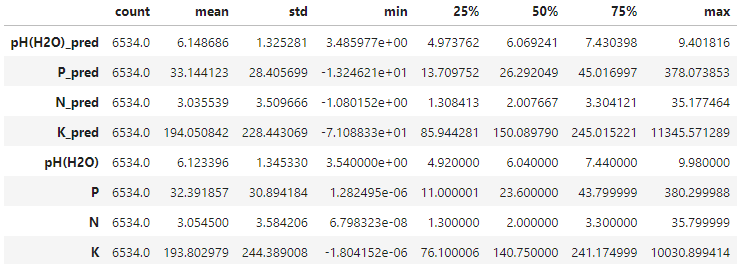 count mean std min 25% 50% 75% max
pH(H2O)_pred 6534.0 6.148686 1.325281 3.485977e+00 4.973762 6.069241 7.430398 9.401816
P_pred 6534.0 33.144123 28.405699 -1.324621e+01 13.709752 26.292049 45.016997 378.073853
N_pred 6534.0 3.035539 3.509666 -1.080152e+00 1.308413 2.007667 3.304121 35.177464
K_pred 6534.0 194.050842 228.443069 -7.108833e+01 85.944281 150.089790 245.015221 11345.571289
pH(H2O) 6534.0 6.123396 1.345330 3.540000e+00 4.920000 6.040000 7.440000 9.980000
P 6534.0 32.391857 30.894184 1.282495e-06 11.000001 23.600000 43.799999 380.299988
N 6534.0 3.054500 3.584206 6.798323e-08 1.300000 2.000000 3.300000 35.799999
K 6534.0 193.802979 244.389008 -1.804152e-06 76.100006 140.750000 241.174999 10030.899414